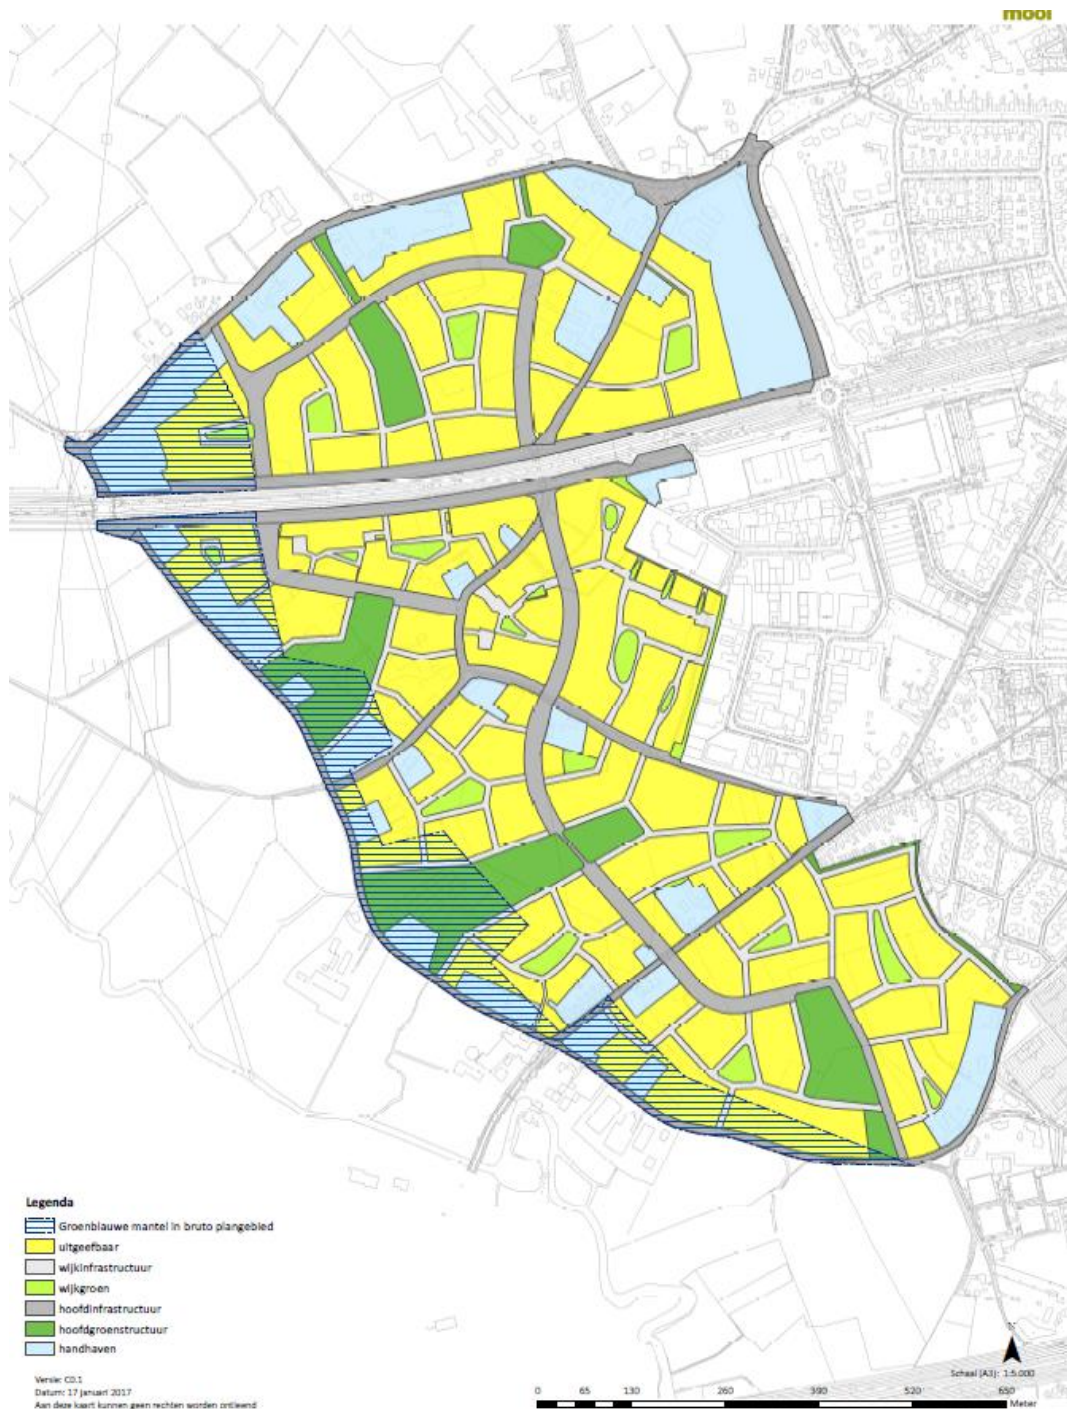 mooi
Legenda
Groenblauwe mantel in bruto plangebied
uitgeefbaar
wijkinfrastructuur
wijkgroen
hoofdinfrastructuur
hoofdgroenstructuur
handhaven
Versie: C0.1
Datum: 17 januari 2017
Aan deze kaart kunnen geen rechten worden ontleend
Schaal (A3): 1:5.000
0 65 130 260 390 520 650
Meter